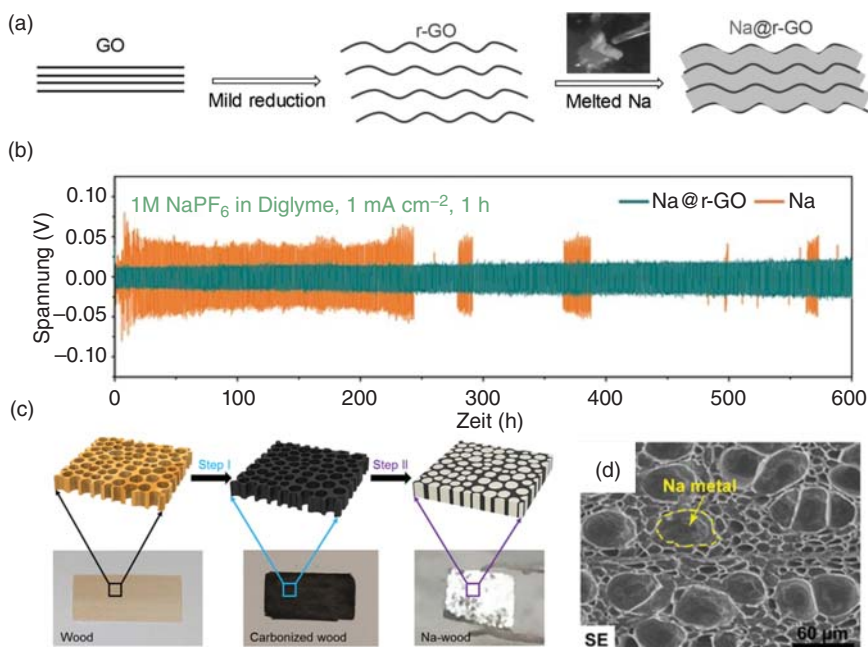 (a)
GO
Mild reduction
r-GO
Melted Na
Na@r-GO
(b)
Spannung (V)
0.10
0.05
0.00
–0.05
–0.10
1M NaPF6 in Diglyme, 1 mA cm–2, 1 h
Na@r-GO
Na
0
100
200
300
400
500
600
Zeit (h)
(c)
Step I
Step II
Wood
Carbonized wood
Na-wood
(d)
Na metal
SE
60 µm